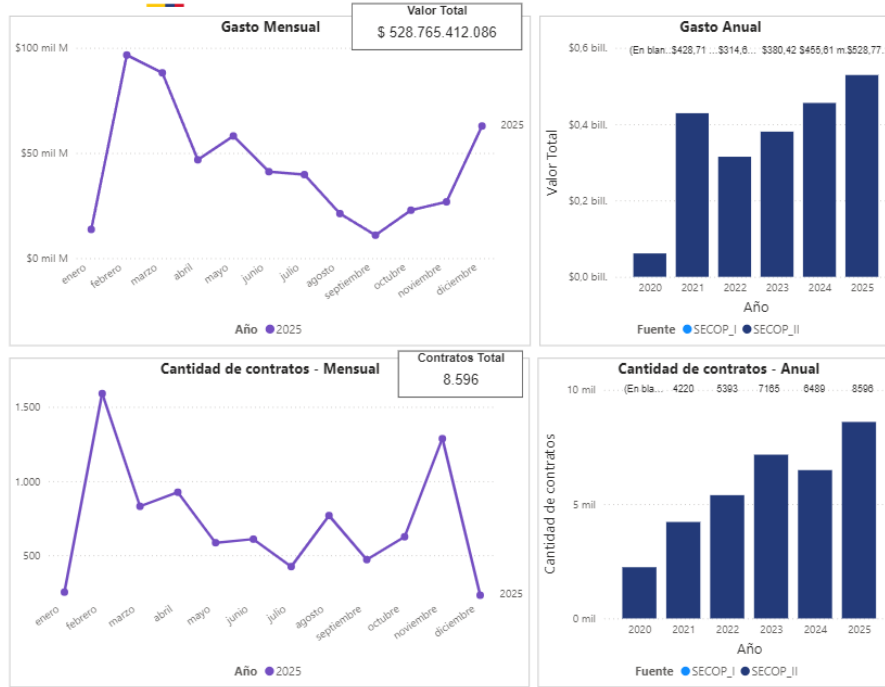 Gasto Mensual
Valor Total
$ 528.765.412.086
$100 mil M
$50 mil M
$0 mil M
2025
enero
febrero
marzo
abril
mayo
junio
julio
agosto
septiembre
octubre
noviembre
diciembre
Año 2025
Gasto Anual
(En blan... $428,71 ... $314,6... $380,42 $455,61 m... $528,77...
Valor Total
$0,6 bill.
$0,4 bill.
$0,2 bill.
$0,0 bill.
2020 2021 2022 2023 2024 2025
Año
Fuente SECOP_I SECOP_II
Cantidad de contratos - Mensual
Contratos Total
8.596
1.500
1.000
500
2025
enero
febrero
marzo
abril
mayo
junio
julio
agosto
septiembre
octubre
noviembre
diciembre
Año 2025
Cantidad de contratos - Anual
(En bla... 4220 5393 7165 6489 8596
Cantidad de contratos
10 mil
5 mil
0 mil
2020 2021 2022 2023 2024 2025
Año
Fuente SECOP_I SECOP_II